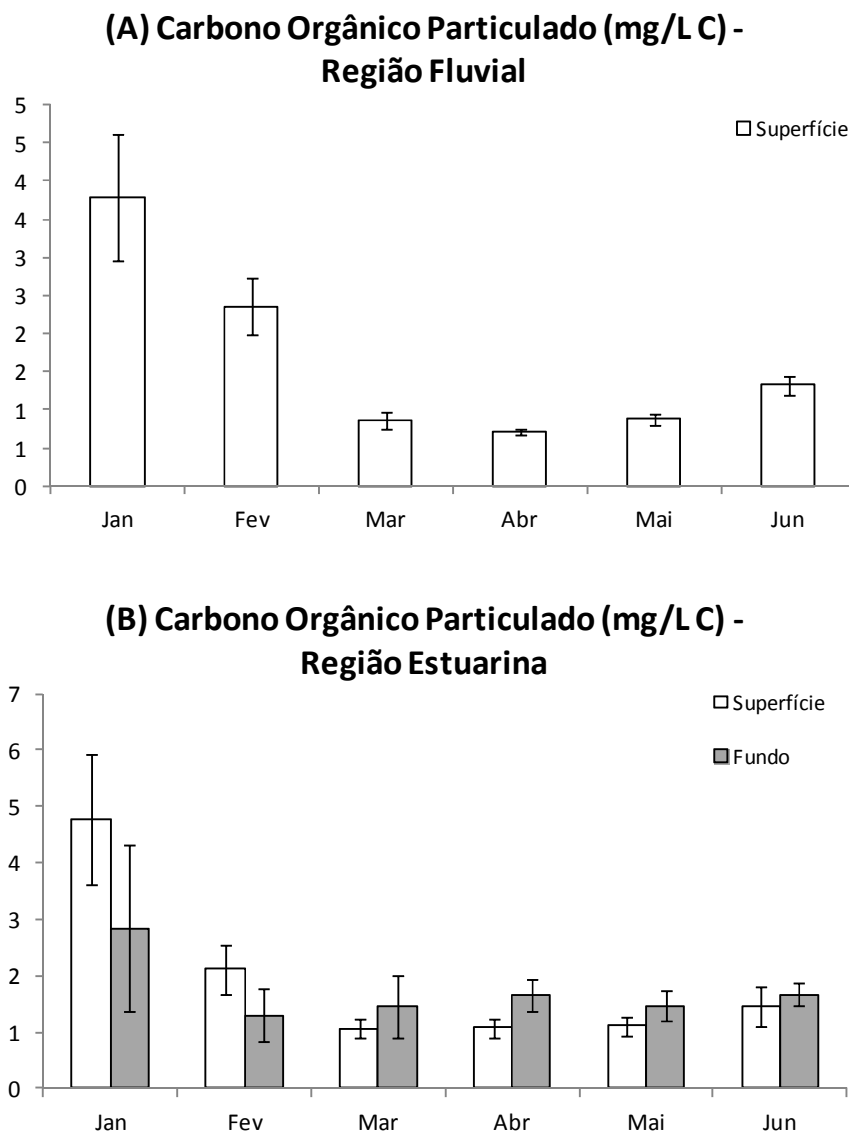 (A) Carbono Orgânico Particulado (mg/L C) -
Região Fluvial
5
5
4
4
3
3
2
2
1
1
0
Superfície
Jan Fev Mar Abr Mai Jun
(B) Carbono Orgânico Particulado (mg/L C) -
Região Estuarina
7
6
5
4
3
2
1
0
Superfície
Fundo
Jan Fev Mar Abr Mai Jun